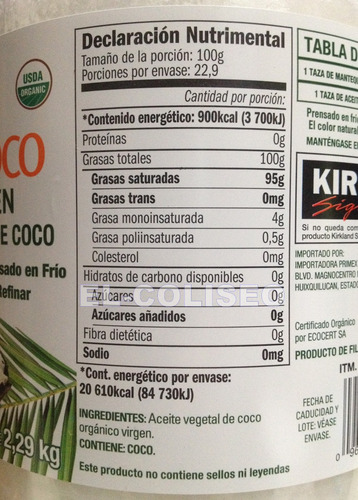 USDA
ORGANIC
OCO
EN
E COCO
sado en Frío
Refinar
2,29 kg
Declaración Nutrimental
Tamaño de la porción: 100g
Porciones por envase: 22,9
Cantidad por porción:
*Contenido energético: 900kcal (3 700kJ)
Proteínas 0g
Grasas totales 100g
Grasas saturadas 95g
Grasas trans 0mg
Grasa monoinsaturada 4g
Grasa poliinsaturada 0,5g
Colesterol 0mg
Hidratos de carbono disponibles 0g
Azúcares 0g
Azúcares añadidos 0g
Fibra dietética 0g
Sodio 0mg
*Cont. energético por envase:
20 610kcal (84 730kJ)
INGREDIENTES: Aceite vegetal de coco
orgánico virgen.
CONTIENE: COCO.
Este producto no contiene sellos ni leyendas
EL COLISEO
TABLA D
1 TAZA DE MANTEQ
1 TAZA DE ACEI
Prensado en frío
El color natural
MANTÉNGASE E
KIR
Sig
Si no queda com
producto Kirkland S
IMPORTADO POR:
IMPORTADORA PRIMEX
BLVD. MAGNOCENTRO
HUIXQUILUCAN, ESTADO
Certificado Orgánico
por ECOCERT SA
PRODUCTO DE FIL
ITM.
FECHA DE
CADUCIDAD Y
LOTE: VÉASE
ENVASE.
0 96